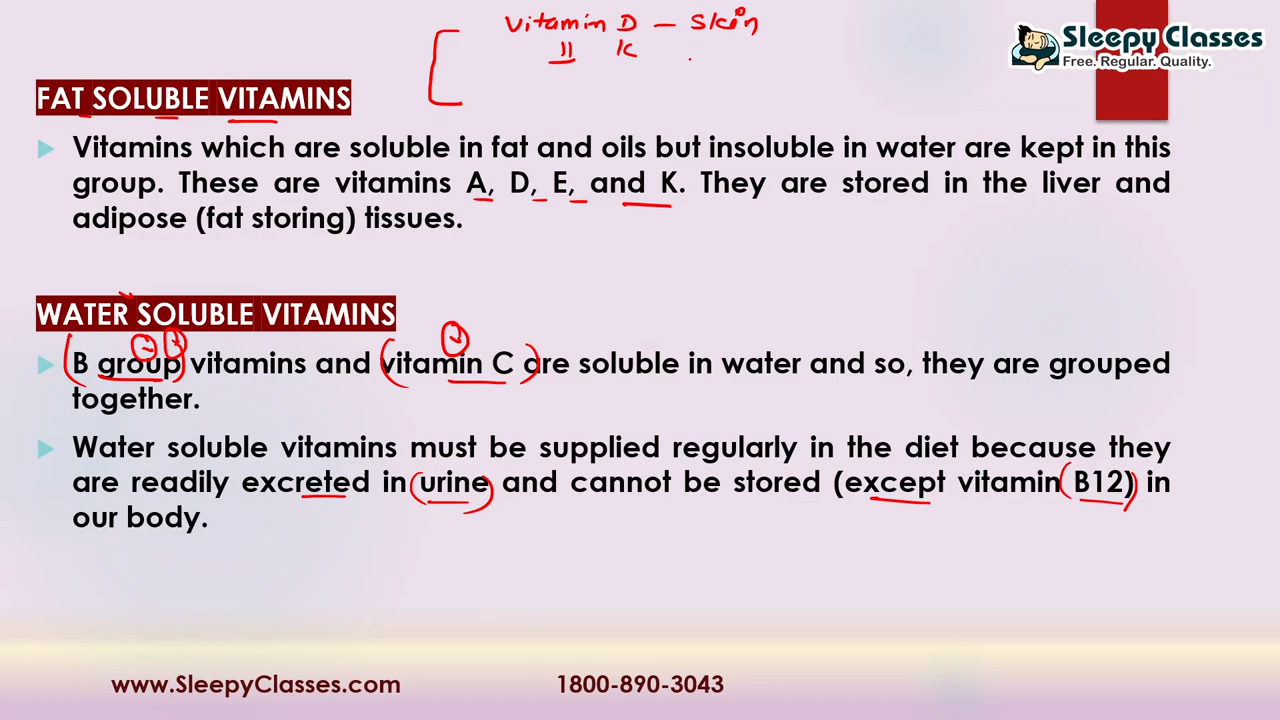 vitamin D – skin
" K
Sleepy Classes
Free. Regular. Quality.
FAT SOLUBLE VITAMINS
Vitamins which are soluble in fat and oils but insoluble in water are kept in this
group. These are vitamins A, D, E, and K. They are stored in the liver and
adipose (fat storing) tissues.
WATER SOLUBLE VITAMINS
B group vitamins and vitamin C are soluble in water and so, they are grouped
together.
Water soluble vitamins must be supplied regularly in the diet because they
are readily excreted in urine and cannot be stored (except vitamin B12) in
our body.
www.SleepyClasses.com
1800-890-3043